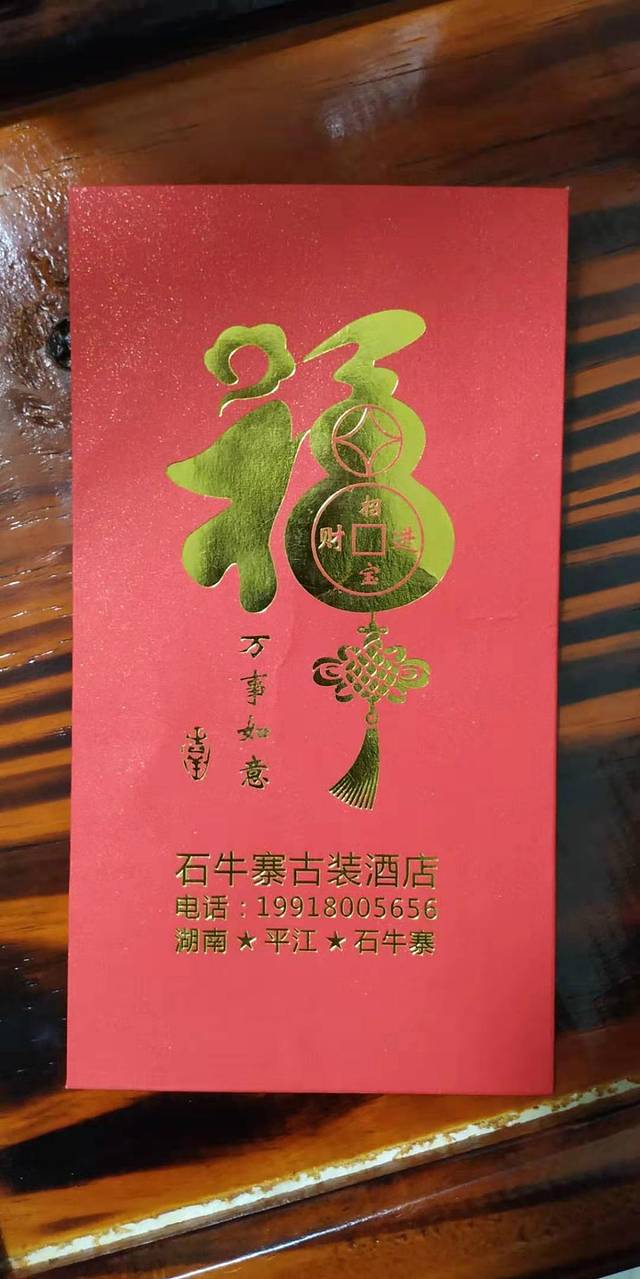 福
招财进宝
万事如意
石牛寨古装酒店
电话：19918005656
湖南★平江★石牛寨